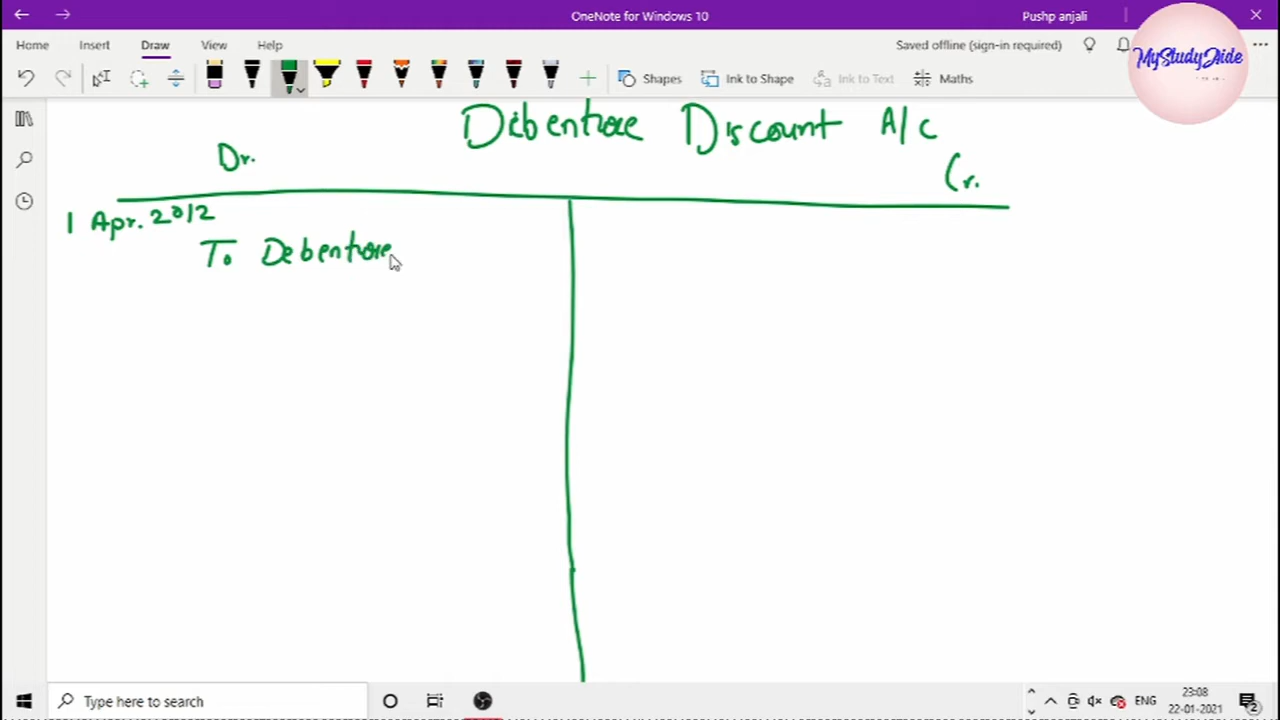 OneNote for Windows 10
Pushp anjali
Home Insert Draw View Help
Saved offline (sign-in required)
MyStudyAide
Shapes Ink to Shape Ink to Text Maths
Debenture Discount A/c
Dr.
Cr.
1 Apr. 2012
To Debenture
Type here to search
ENG
23:08
22-01-2021
2